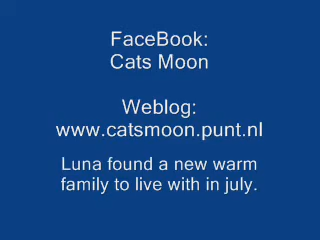 FaceBook:
Cats Moon
Weblog:
www.catsmoon.punt.nl
Luna found a new warm
family to live with in july.